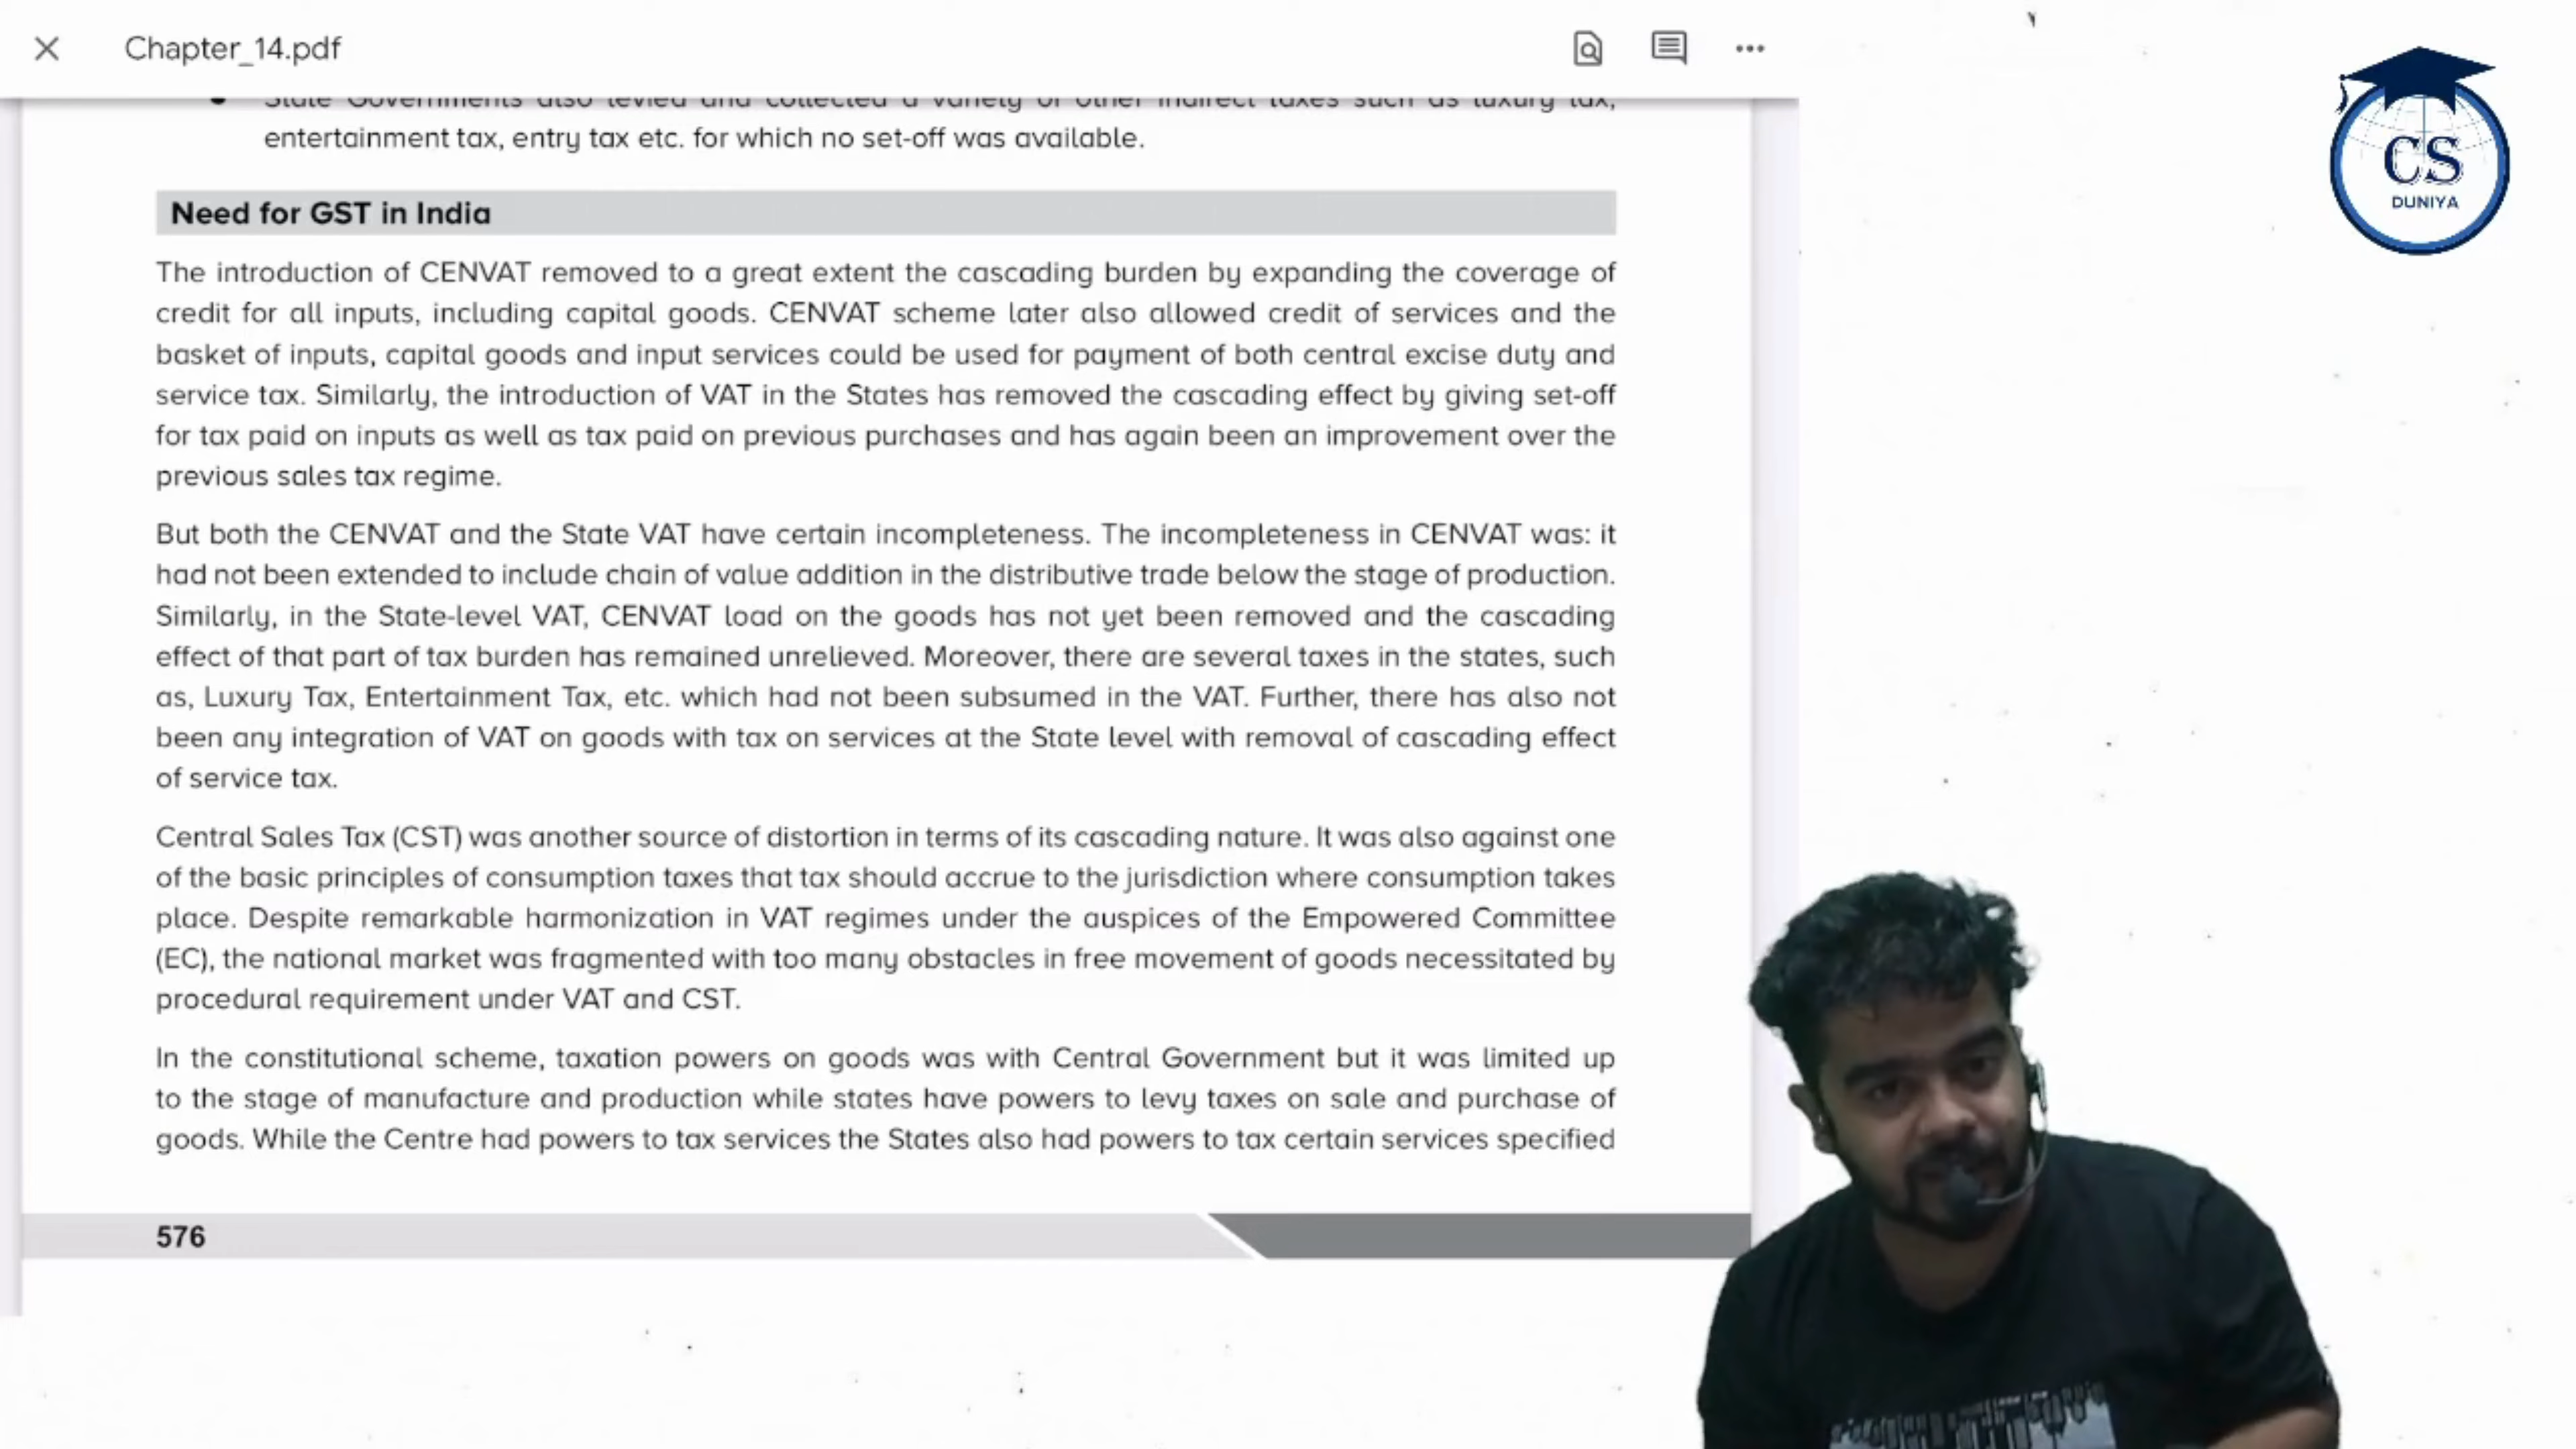 Chapter_14.pdf
State Governments also levied and collected a variety of other indirect taxes such as luxury tax,
entertainment tax, entry tax etc. for which no set-off was available.
Need for GST in India
The introduction of CENVAT removed to a great extent the cascading burden by expanding the coverage of
credit for all inputs, including capital goods. CENVAT scheme later also allowed credit of services and the
basket of inputs, capital goods and input services could be used for payment of both central excise duty and
service tax. Similarly, the introduction of VAT in the States has removed the cascading effect by giving set-off
for tax paid on inputs as well as tax paid on previous purchases and has again been an improvement over the
previous sales tax regime.
But both the CENVAT and the State VAT have certain incompleteness. The incompleteness in CENVAT was: it
had not been extended to include chain of value addition in the distributive trade below the stage of production.
Similarly, in the State-level VAT, CENVAT load on the goods has not yet been removed and the cascading
effect of that part of tax burden has remained unrelieved. Moreover, there are several taxes in the states, such
as, Luxury Tax, Entertainment Tax, etc. which had not been subsumed in the VAT. Further, there has also not
been any integration of VAT on goods with tax on services at the State level with removal of cascading effect
of service tax.
Central Sales Tax (CST) was another source of distortion in terms of its cascading nature. It was also against one
of the basic principles of consumption taxes that tax should accrue to the jurisdiction where consumption takes
place. Despite remarkable harmonization in VAT regimes under the auspices of the Empowered Committee
(EC), the national market was fragmented with too many obstacles in free movement of goods necessitated by
procedural requirement under VAT and CST.
In the constitutional scheme, taxation powers on goods was with Central Government but it was limited up
to the stage of manufacture and production while states have powers to levy taxes on sale and purchase of
goods. While the Centre had powers to tax services the States also had powers to tax certain services specified
576
CS
DUNIYA